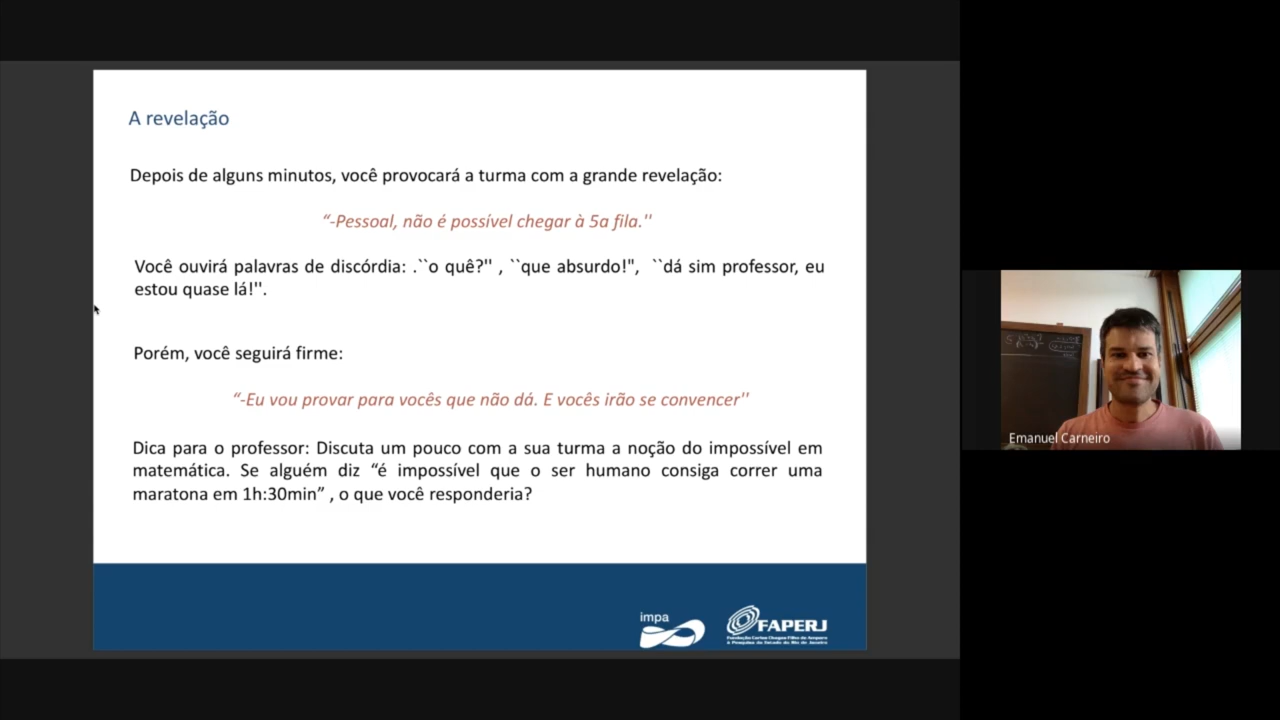 A revelação
Depois de alguns minutos, você provocará a turma com a grande revelação:
“-Pessoal, não é possível chegar à 5a fila.''
Você ouvirá palavras de discórdia: .``o quê?'' , ``que absurdo!", ``dá sim professor, eu
estou quase lá!''.
Porém, você seguirá firme:
“-Eu vou provar para vocês que não dá. E vocês irão se convencer''
Dica para o professor: Discuta um pouco com a sua turma a noção do impossível em
matemática. Se alguém diz “é impossível que o ser humano consiga correr uma
maratona em 1h:30min” , o que você responderia?
impa
FAPERJ
Fundação Carlos Chagas Filho de Amparo
à Pesquisa do Estado do Rio de Janeiro
Emanuel Carneiro